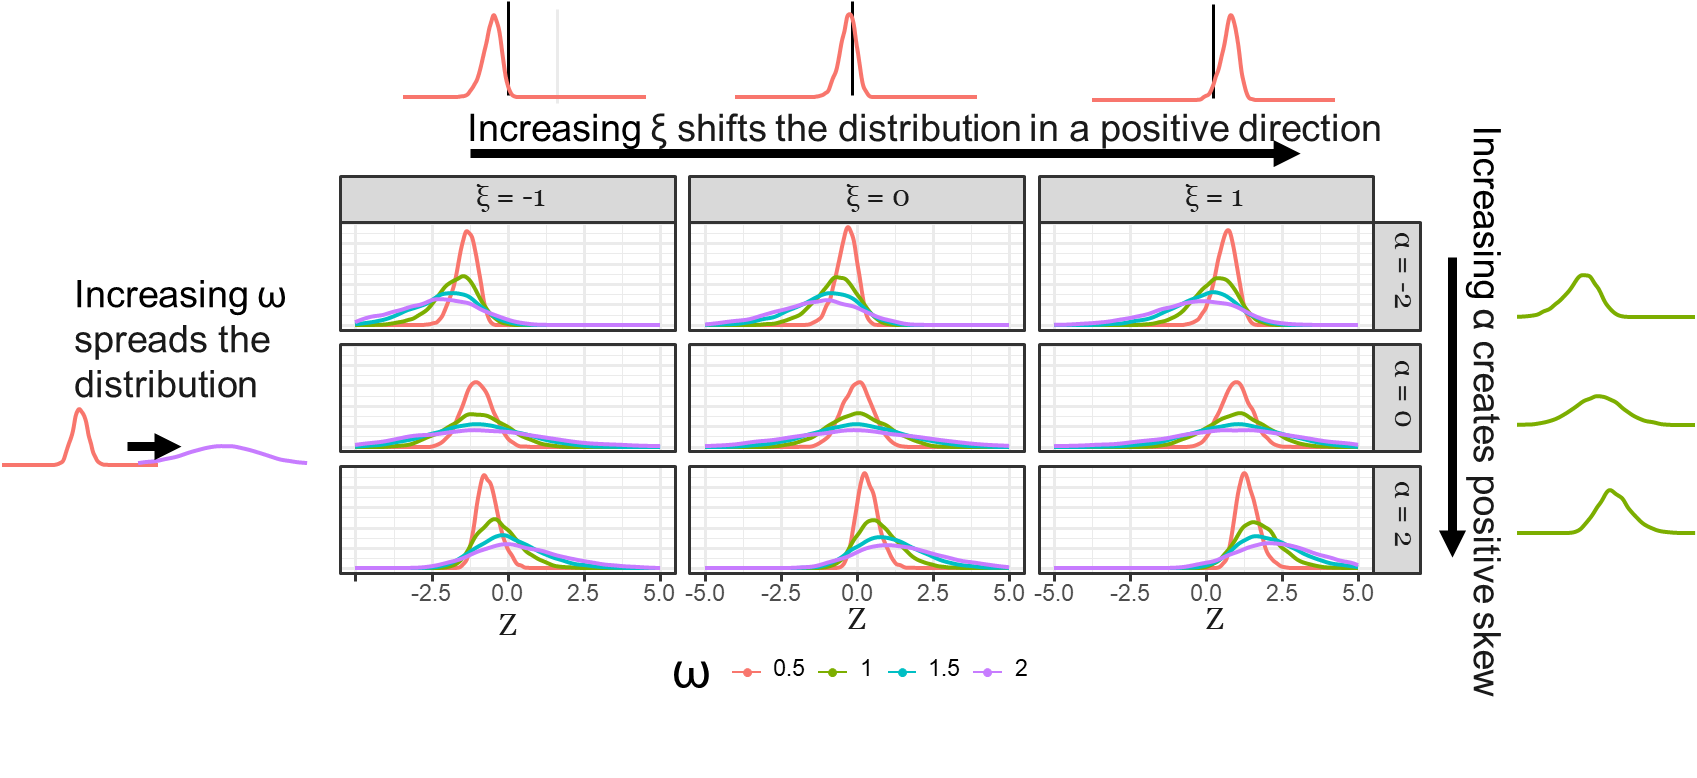 Increasing ξ shifts the distribution in a positive direction
ξ = -1
ξ = 0
ξ = 1
Increasing ω
spreads the
distribution
α = -2
α = 0
α = 2
Increasing α creates positive skew
-2.5 0.0 2.5 5.0
-5.0 -2.5 0.0 2.5 5.0
-5.0 -2.5 0.0 2.5 5.0
Z
Z
Z
ω 0.5 1 1.5 2